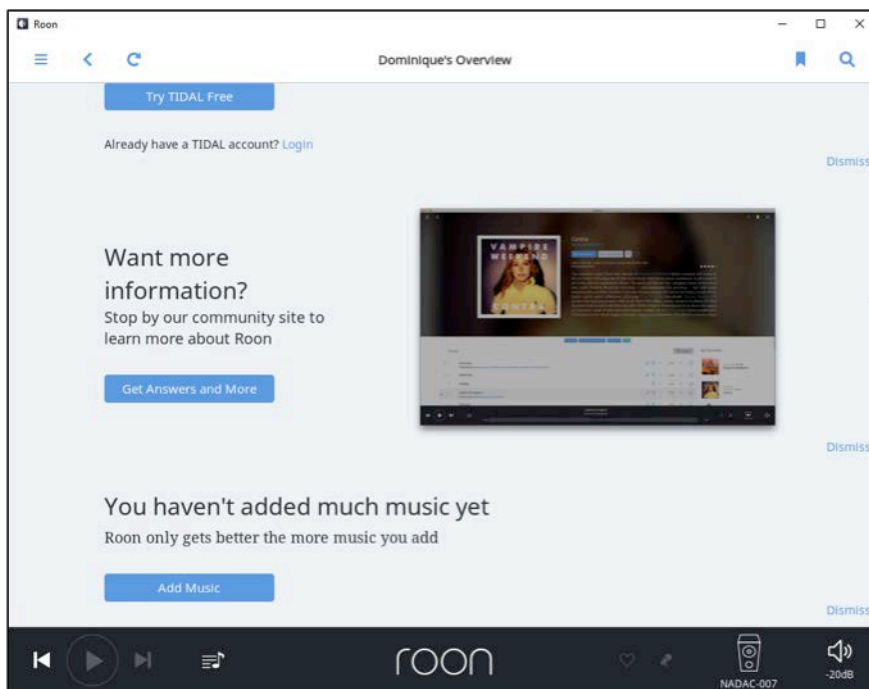 Roon
Dominique's Overview
Try TIDAL Free
Already have a TIDAL account? Login
Dismiss
Want more
information?
Stop by our community site to
learn more about Roon
Get Answers and More
VAMPIRE
WEEKEND
CONTRA
Contra
Dismiss
You haven't added much music yet
Roon only gets better the more music you add
Add Music
Dismiss
roon
NADAC-007
-20dB